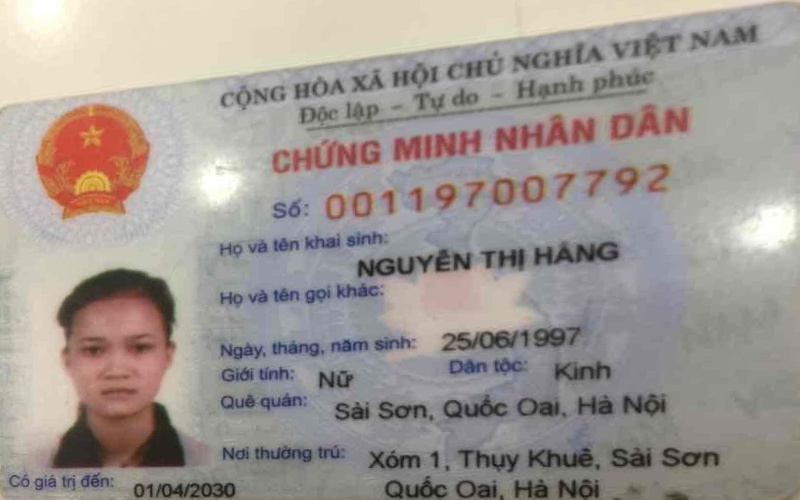 CỘNG HÒA XÃ HỘI CHỦ NGHĨA VIỆT NAM
Độc lập - Tự do - Hạnh phúc
CHỨNG MINH NHÂN DÂN
Số: 001197007792
Họ và tên khai sinh:
NGUYỄN THỊ HẰNG
Họ và tên gọi khác:
Ngày, tháng, năm sinh: 25/06/1997
Giới tính: Nữ Dân tộc: Kinh
Quê quán: Sài Sơn, Quốc Oai, Hà Nội
Nơi thường trú: Xóm 1, Thụy Khuê, Sài Sơn
Quốc Oai, Hà Nội
Có giá trị đến: 01/04/2030